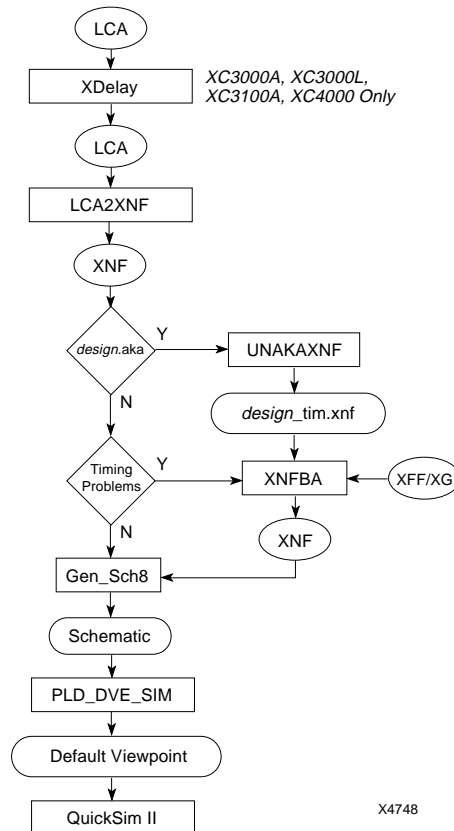 LCA
XDelay
XC3000A, XC3000L,
XC3100A, XC4000 Only
LCA
LCA2XNF
XNF
design.aka
Y
UNAKAXNF
N
design_tim.xnf
Timing
Problems
Y
XNFBA
XFF/XG
N
XNF
Gen_Sch8
Schematic
PLD_DVE_SIM
Default Viewpoint
QuickSim II
X4748